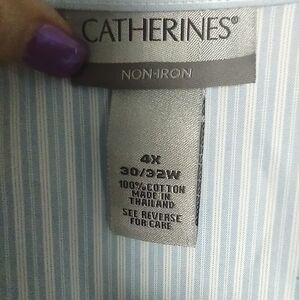 CATHERINES®
NON-IRON
4X
30/32W
100% COTTON
MADE IN
THAILAND
SEE REVERSE
FOR CARE